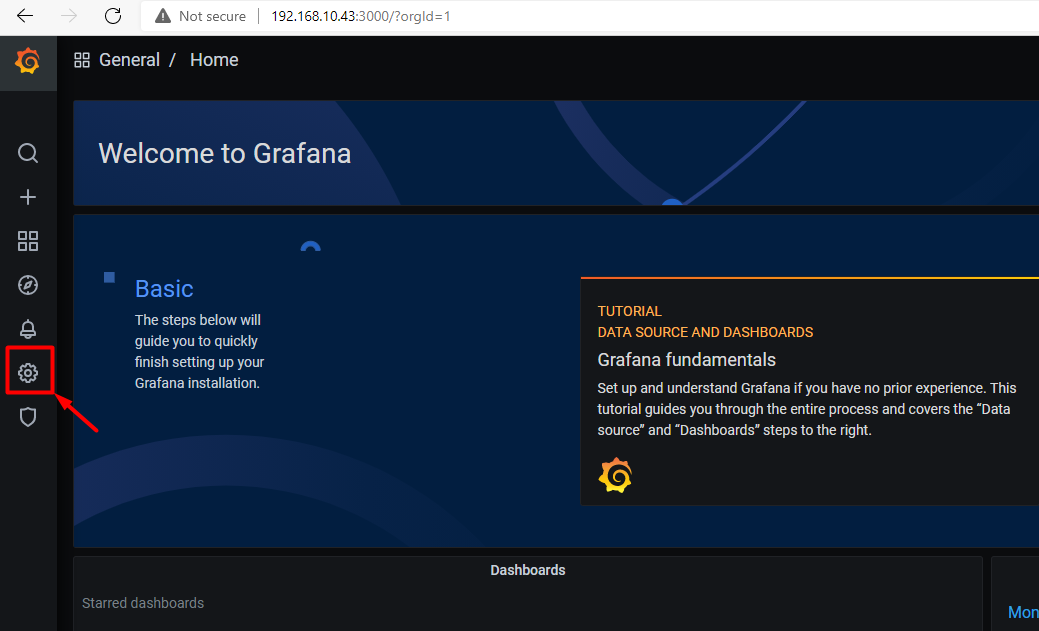 Not secure
192.168.10.43:3000/?orgId=1
General / Home
Welcome to Grafana
Basic
The steps below will
guide you to quickly
finish setting up your
Grafana installation.
TUTORIAL
DATA SOURCE AND DASHBOARDS
Grafana fundamentals
Set up and understand Grafana if you have no prior experience. This
tutorial guides you through the entire process and covers the “Data
source” and “Dashboards” steps to the right.
Dashboards
Starred dashboards
Mon